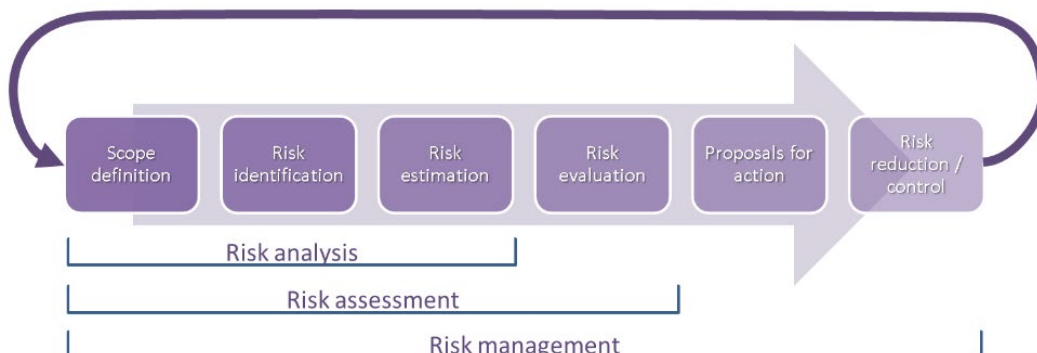 Scope
definition
Risk
identification
Risk
estimation
Risk
evaluation
Proposals for
action
Risk
reduction /
control
Risk analysis
Risk assessment
Risk management